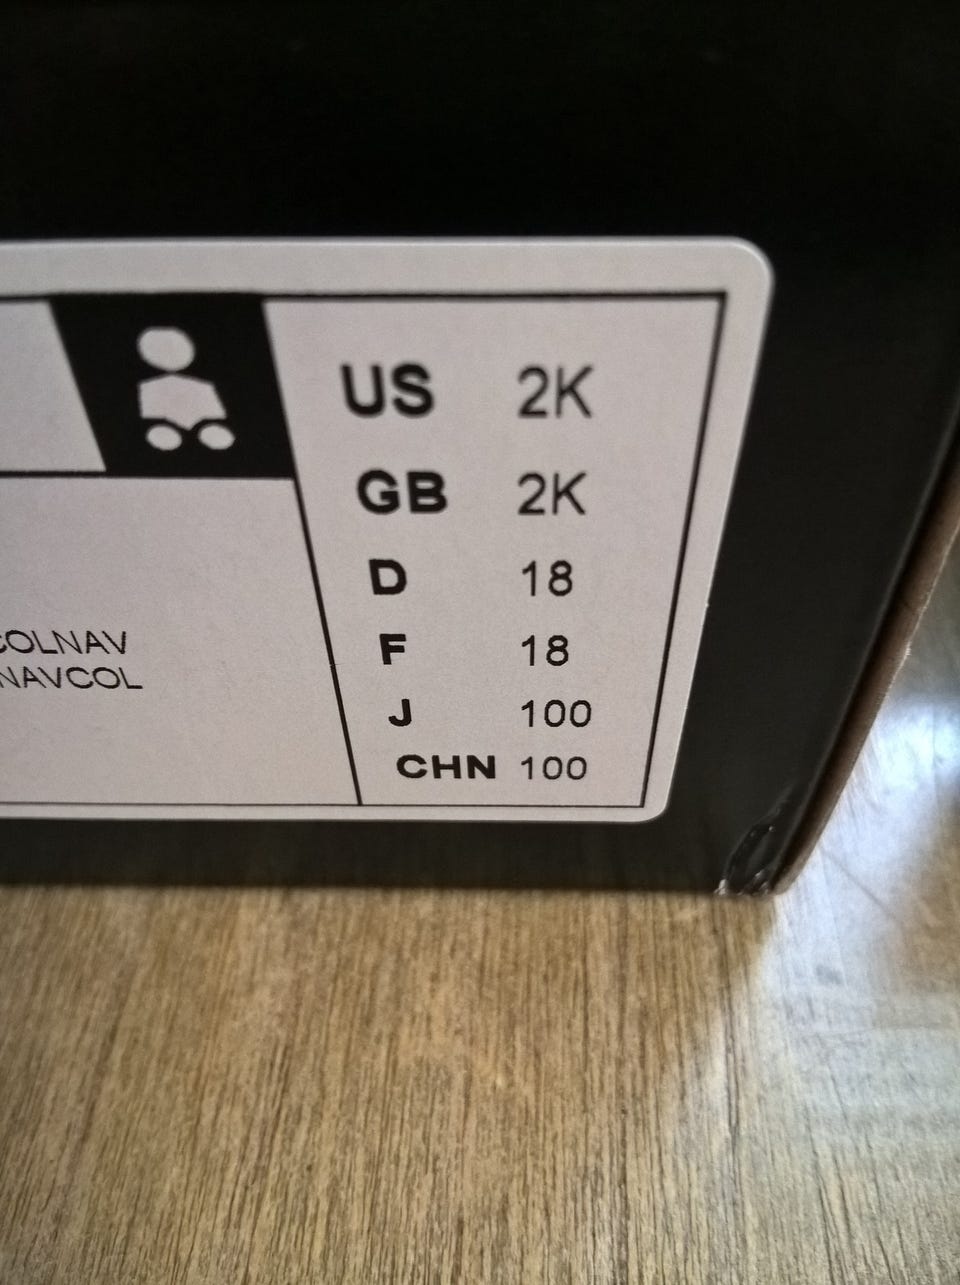 US 2K
GB 2K
D 18
F 18
J 100
CHN 100
COLNAV
NAVCOL